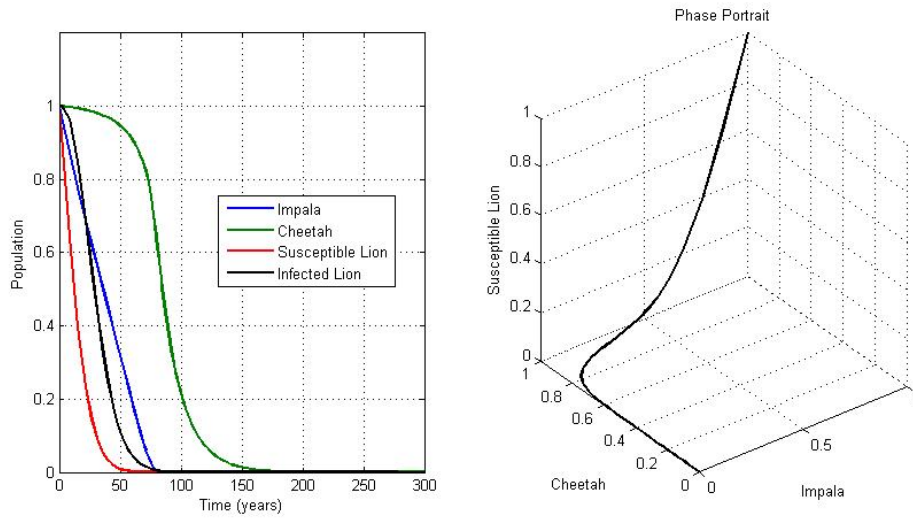 Population
1
0.8
0.6
0.4
0.2
0
0 50 100 150 200 250 300
Time (years)
Impala
Cheetah
Susceptible Lion
Infected Lion
Phase Portrait
Susceptible Lion
1
0.8
0.6
0.4
0.2
0
1
0.8
0.6
0.4
0.2
0
Cheetah
0
0.5
Impala